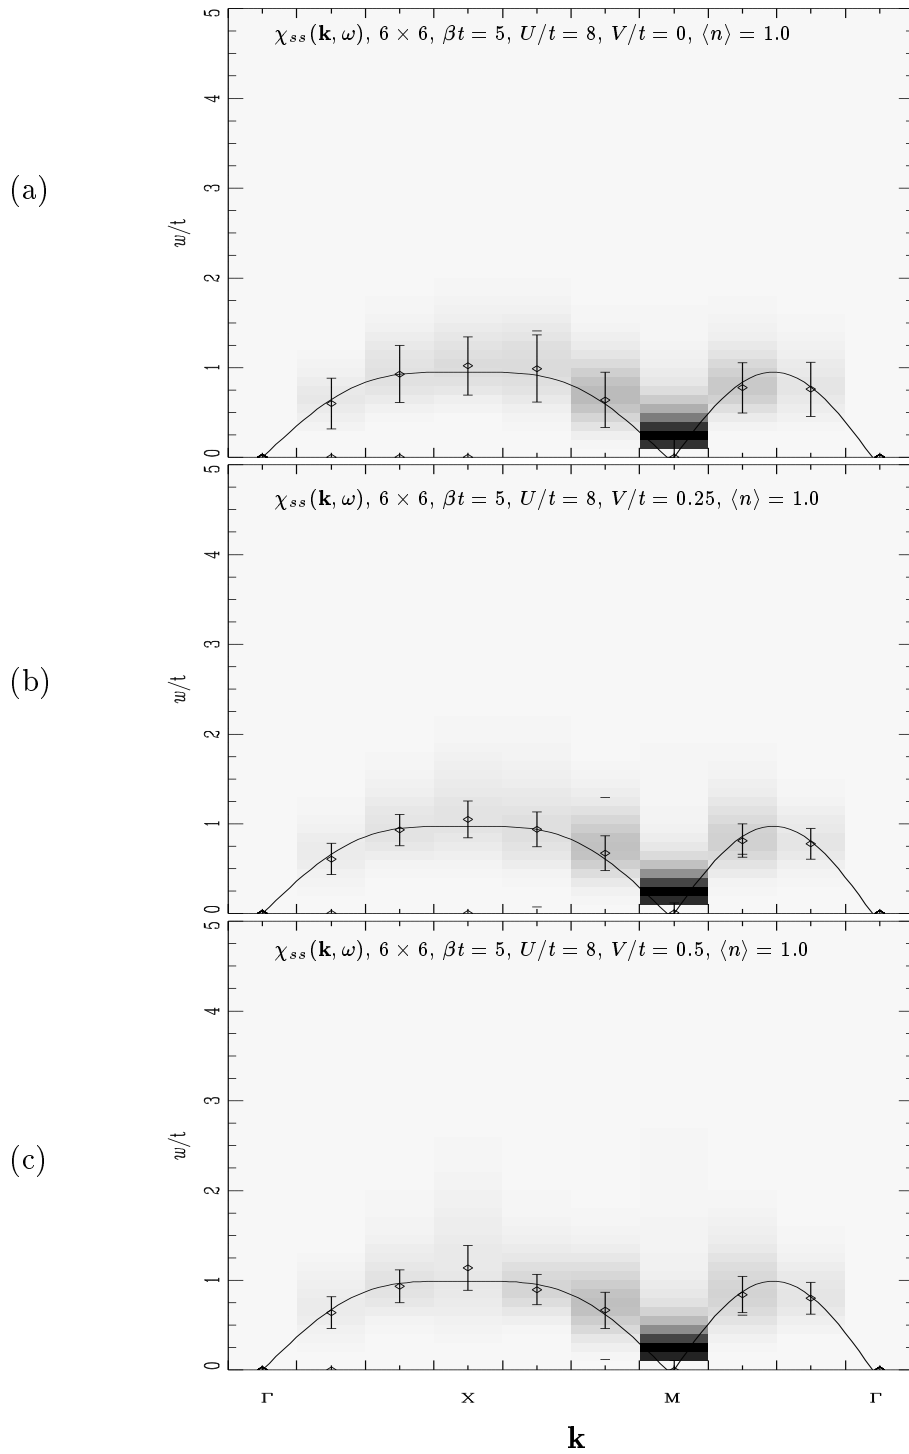 χss(k, ω), 6 × 6, βt = 5, U/t = 8, V/t = 0, ⟨n⟩ = 1.0
5
4
(a)
3
w/t
2
1
0
χss(k, ω), 6 × 6, βt = 5, U/t = 8, V/t = 0.25, ⟨n⟩ = 1.0
5
4
(b)
3
w/t
2
1
0
χss(k, ω), 6 × 6, βt = 5, U/t = 8, V/t = 0.5, ⟨n⟩ = 1.0
5
4
(c)
3
w/t
2
1
0
Γ X M Γ
k